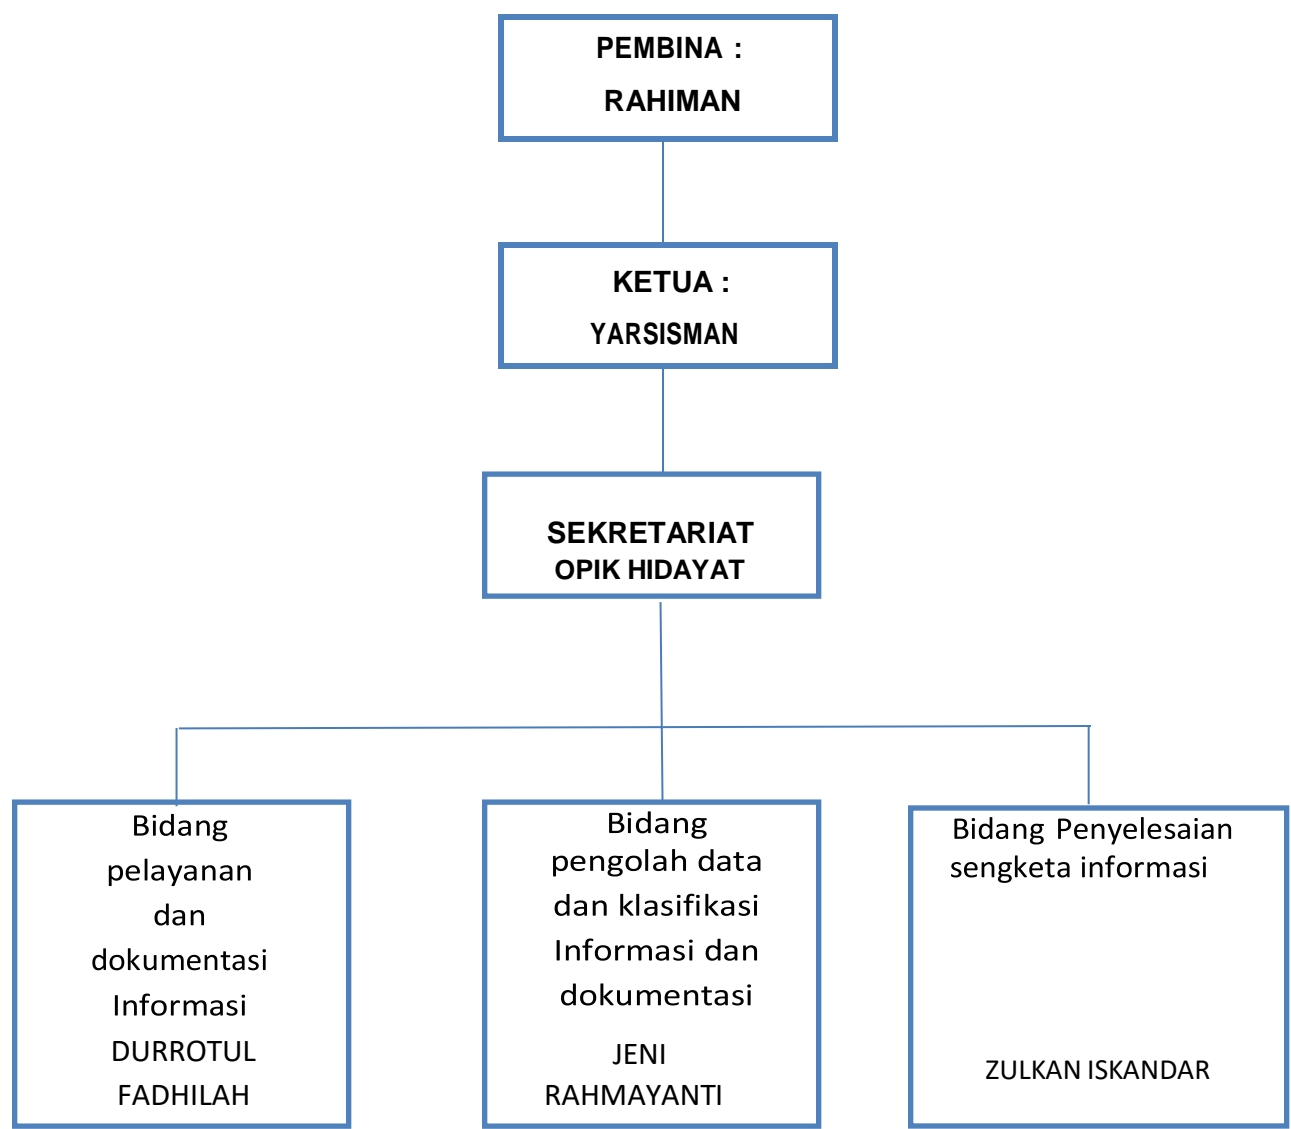 PEMBINA :
RAHIMAN
KETUA :
YARSISMAN
SEKRETARIAT
OPIK HIDAYAT
Bidang
pelayanan
dan
dokumentasi
Informasi
DURROTUL
FADHILAH
Bidang
pengolah data
dan klasifikasi
Informasi dan
dokumentasi
JENI
RAHMAYANTI
Bidang Penyelesaian
sengketa informasi
ZULKAN ISKANDAR